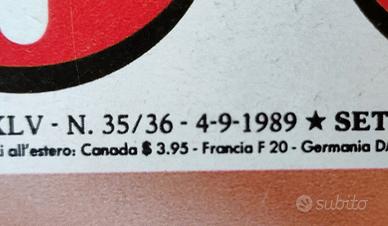 XLV - N. 35/36 - 4-9-1989 ★ SET
i all'estero: Canada $ 3.95 - Francia F 20 - Germania D
subito